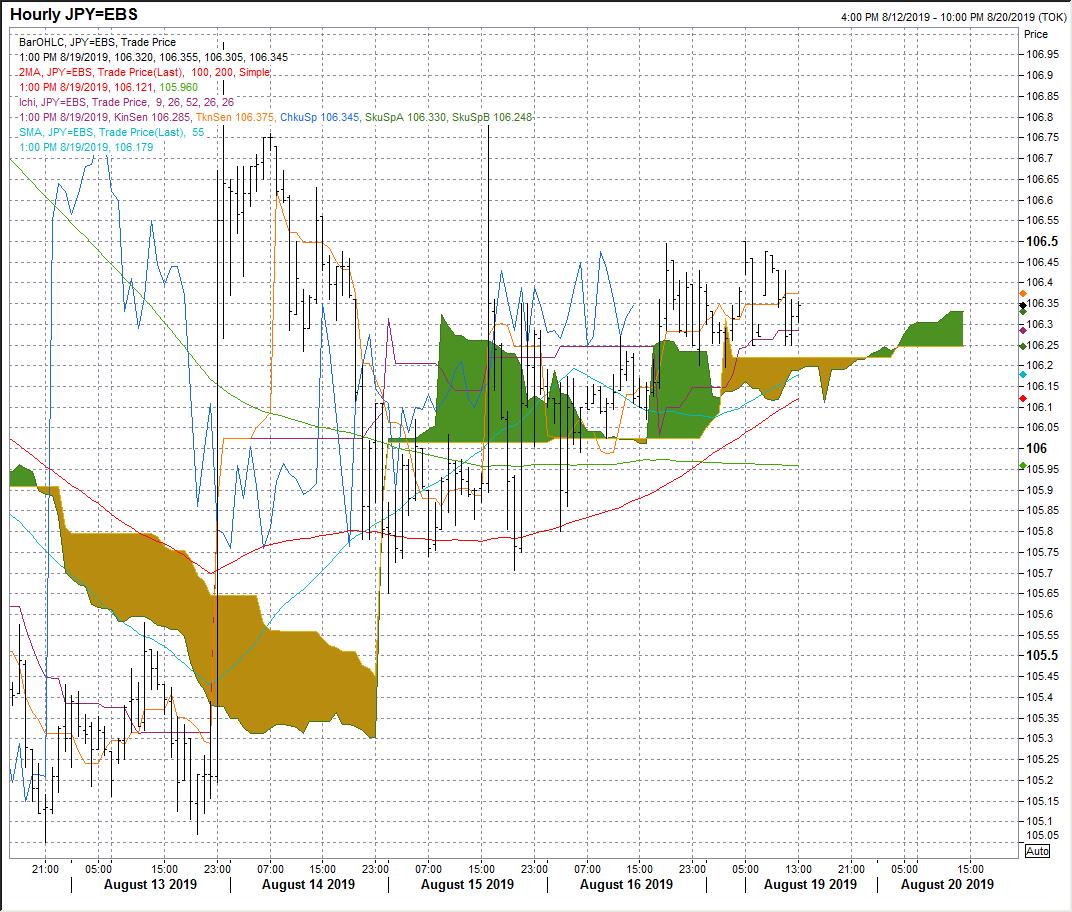 Hourly JPY=EBS
4:00 PM 8/12/2019 - 10:00 PM 8/20/2019 (TOK)
Price
BarOHLC, JPY=EBS, Trade Price
1:00 PM 8/19/2019, 106.320, 106.355, 106.305, 106.345
2MA, JPY=EBS, Trade Price(Last), 100, 200, Simple
1:00 PM 8/19/2019, 106.121, 105.960
Ichi, JPY=EBS, Trade Price, 9, 26, 52, 26, 26
1:00 PM 8/19/2019, KinSen 106.285, TknSen 106.375, ChkuSp 106.345, SkuSpA 106.330, SkuSpB 106.248
SMA, JPY=EBS, Trade Price(Last), 55
1:00 PM 8/19/2019, 106.179
106.95
106.9
106.85
106.8
106.75
106.7
106.65
106.6
106.55
106.5
106.45
106.4
106.35
106.3
106.25
106.2
106.15
106.1
106.05
106
105.95
105.9
105.85
105.8
105.75
105.7
105.65
105.6
105.55
105.5
105.45
105.4
105.35
105.3
105.25
105.2
105.15
105.1
105.05
Auto
21:00 05:00 15:00 23:00 07:00 15:00 23:00 07:00 15:00 23:00 07:00 15:00 23:00 05:00 13:00 21:00 05:00 15:00
August 13 2019 August 14 2019 August 15 2019 August 16 2019 August 19 2019 August 20 2019